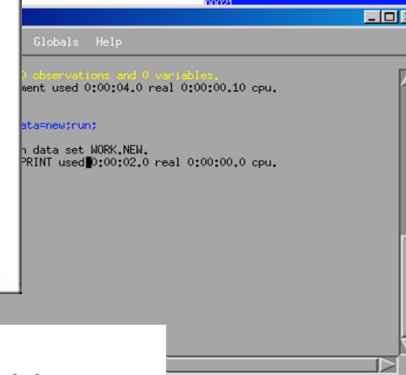 Globals Help
0 observations and 0 variables.
ment used 0:00:04.0 real 0:00:00.10 cpu.
ata=new;run;
n data set WORK.NEW.
PRINT used 0:00:02.0 real 0:00:00.0 cpu.